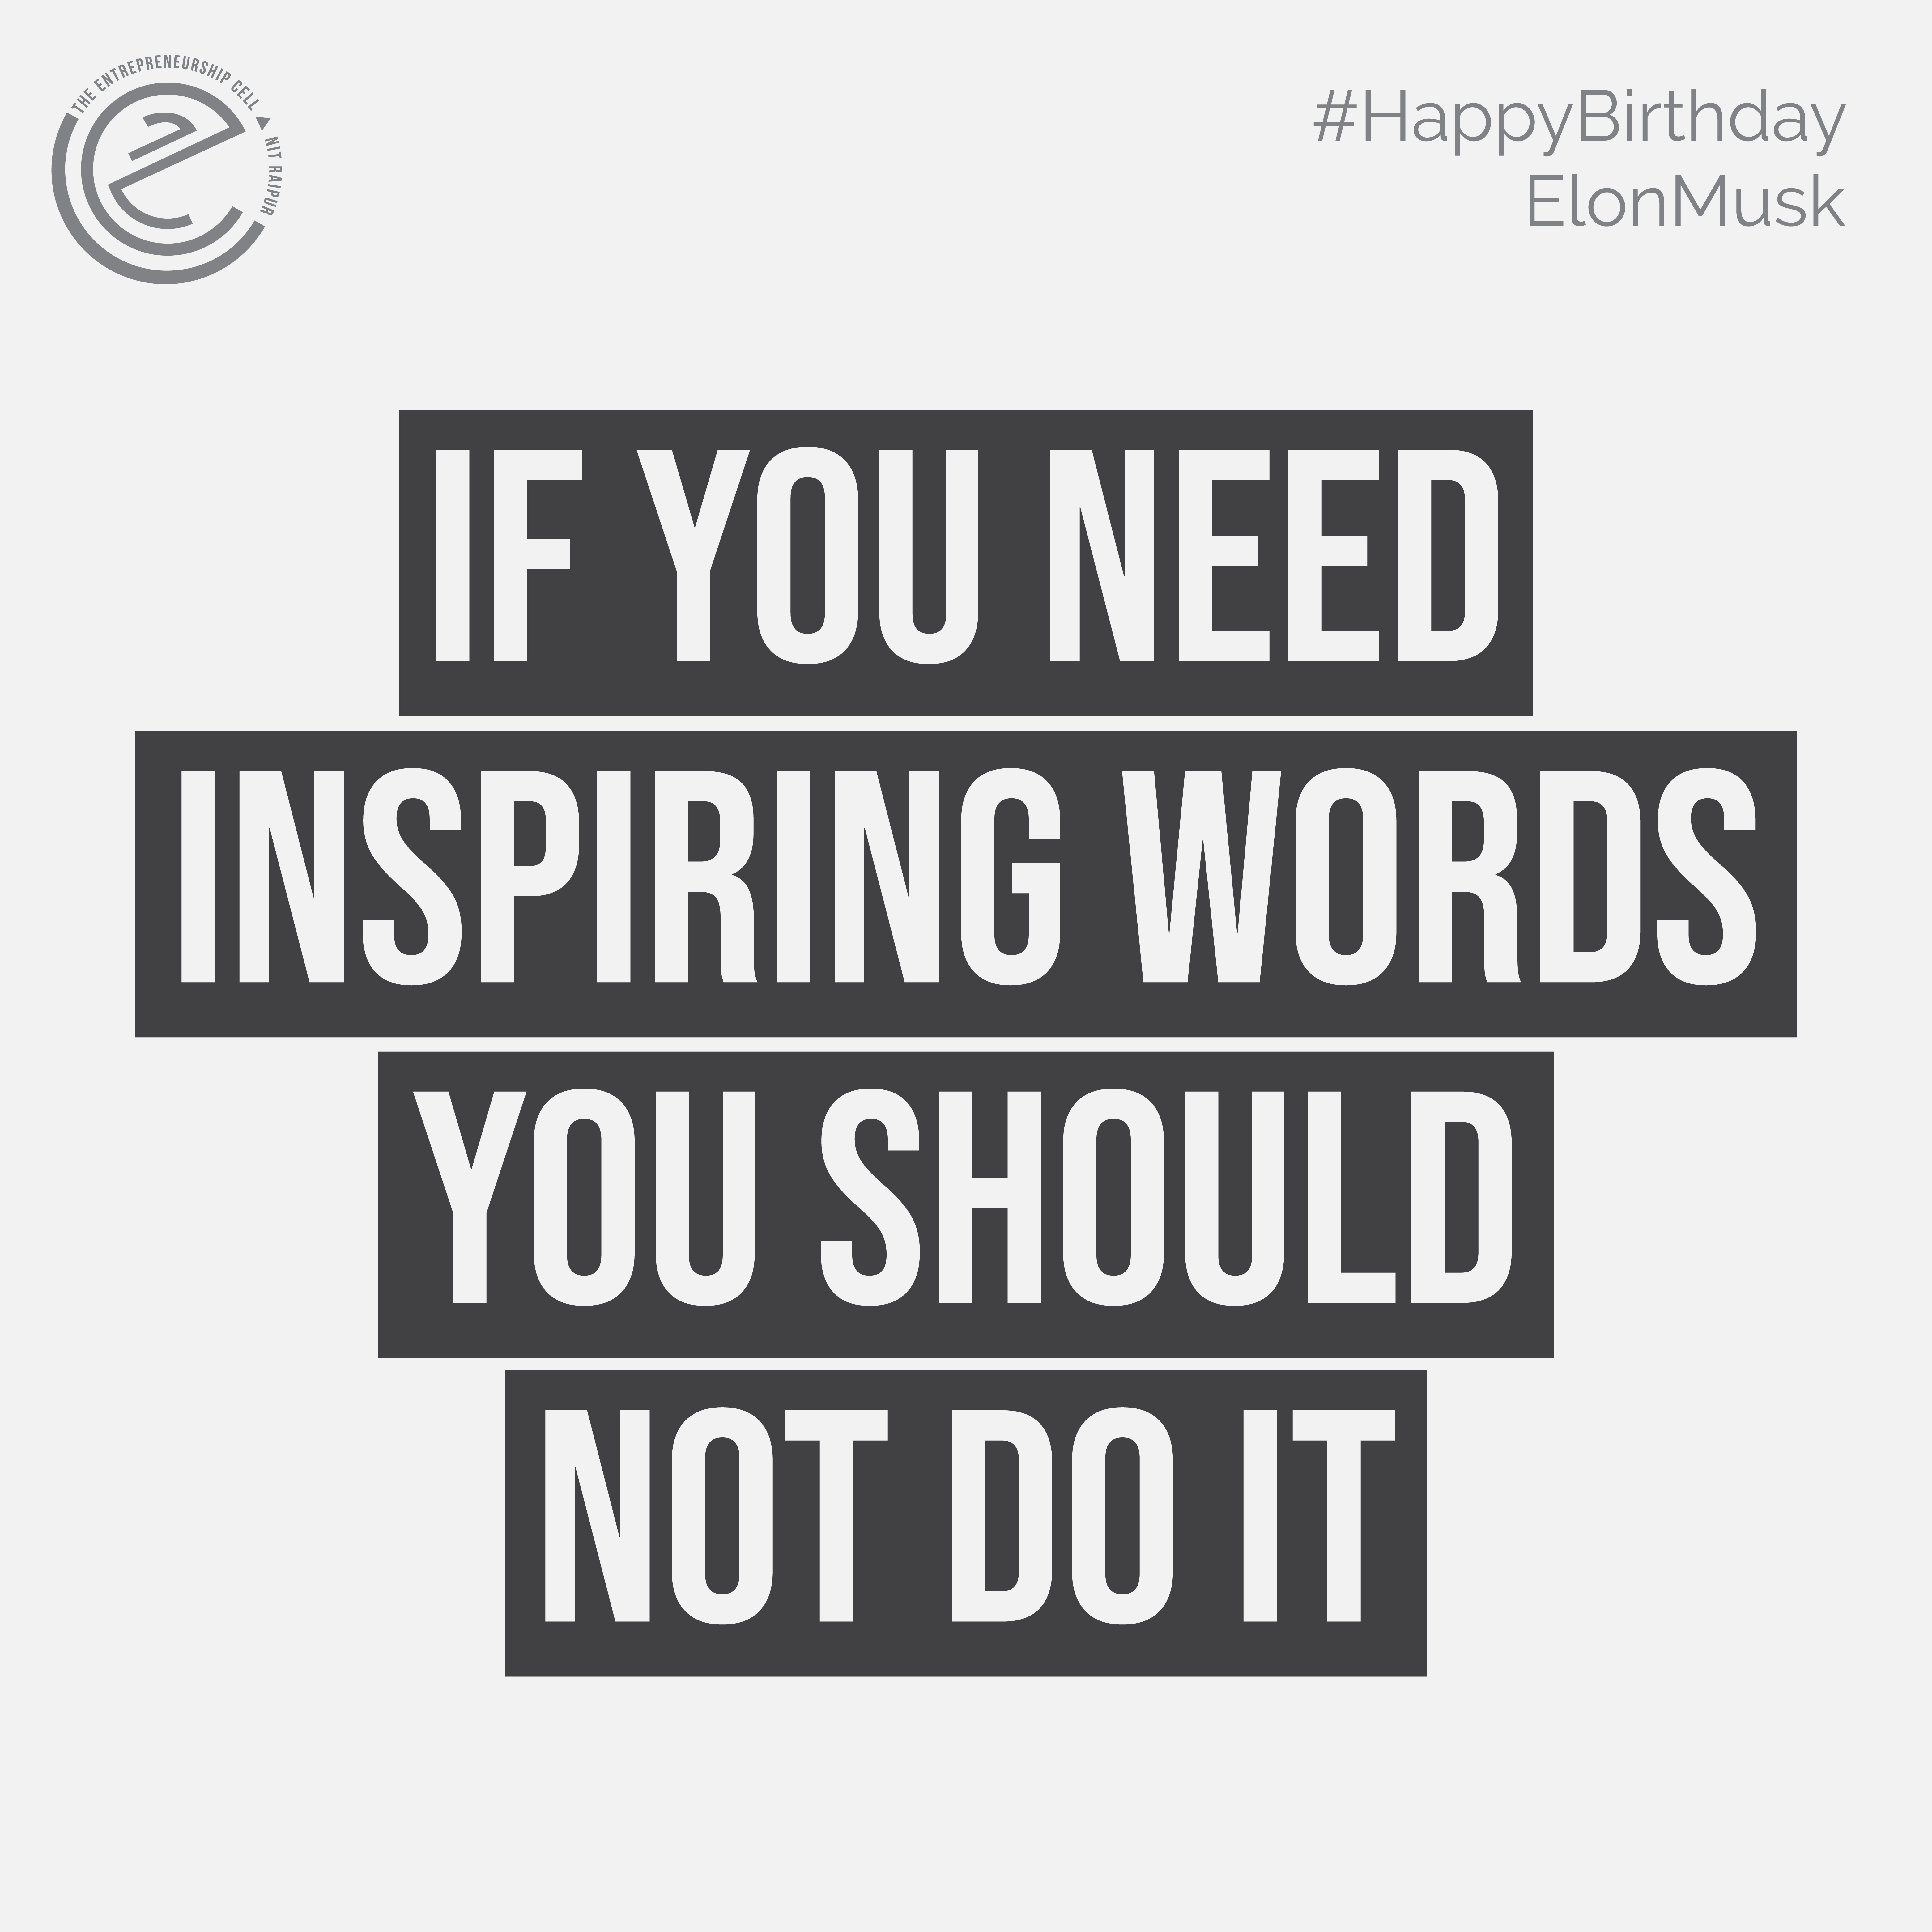 THE ENTREPRENEURSHIP CELL
NIT RAIPUR
#HappyBirthday
ElonMusk
IF YOU NEED
INSPIRING WORDS
YOU SHOULD
NOT DO IT